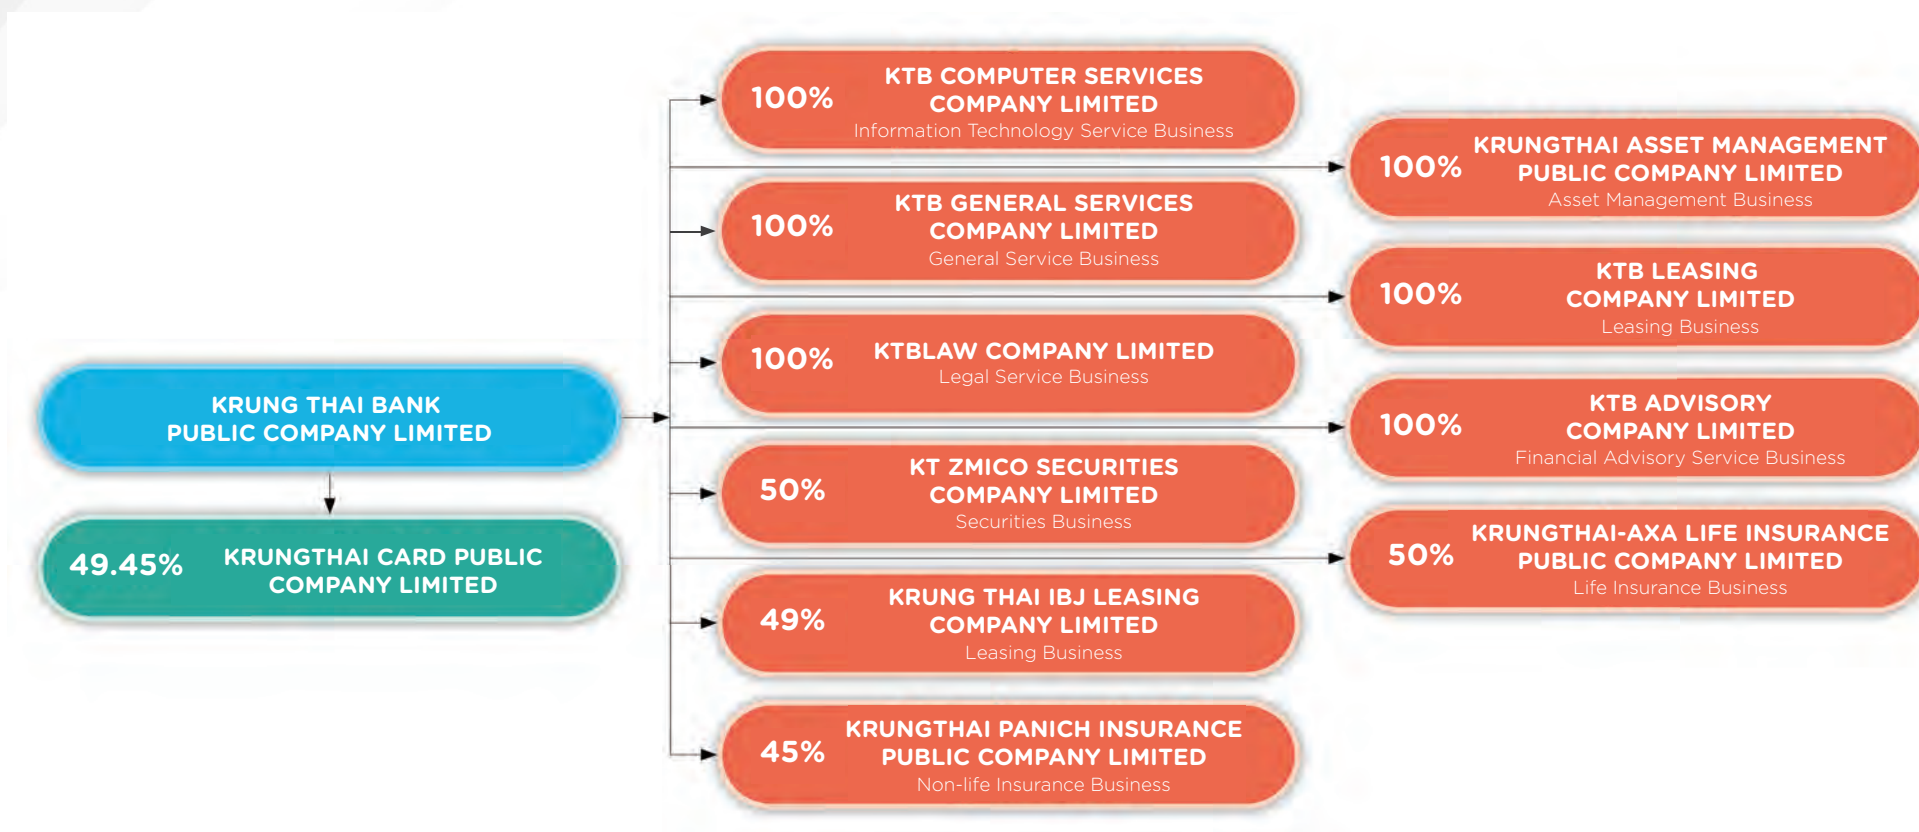 KRUNG THAI BANK
PUBLIC COMPANY LIMITED
49.45%
KRUNGTHAI CARD PUBLIC
COMPANY LIMITED
100%
KTB COMPUTER SERVICES
COMPANY LIMITED
Information Technology Service Business
100%
KTB GENERAL SERVICES
COMPANY LIMITED
General Service Business
100%
KTBLAW COMPANY LIMITED
Legal Service Business
50%
KT ZMICO SECURITIES
COMPANY LIMITED
Securities Business
49%
KRUNG THAI IBJ LEASING
COMPANY LIMITED
Leasing Business
45%
KRUNGTHAI PANICH INSURANCE
PUBLIC COMPANY LIMITED
Non-life Insurance Business
100%
KRUNGTHAI ASSET MANAGEMENT
PUBLIC COMPANY LIMITED
Asset Management Business
100%
KTB LEASING
COMPANY LIMITED
Leasing Business
100%
KTB ADVISORY
COMPANY LIMITED
Financial Advisory Service Business
50%
KRUNGTHAI-AXA LIFE INSURANCE
PUBLIC COMPANY LIMITED
Life Insurance Business